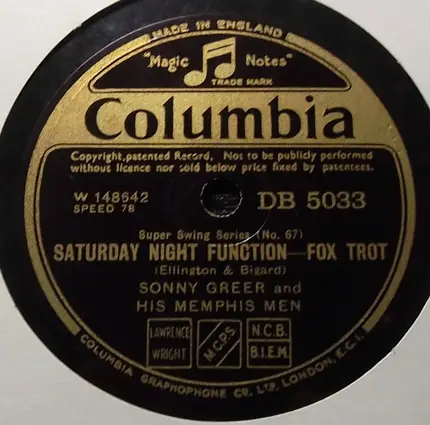 MADE IN ENGLAND
"Magic Notes"
TRADE MARK
Columbia
Copyright, patented Record, Not to be publicly performed
without licence nor sold below price fixed by patentees.
W 148642
SPEED 78
DB 5033
Super Swing Series (No. 67)
SATURDAY NIGHT FUNCTION—FOX TROT
(Ellington & Bigard)
SONNY GREER and
HIS MEMPHIS MEN
LAWRENCE
WRIGHT
M.C.P.S.
N.C.B.
B.I.E.M.
COLUMBIA GRAPHOPHONE CO. LTD. LONDON, E.C.I.